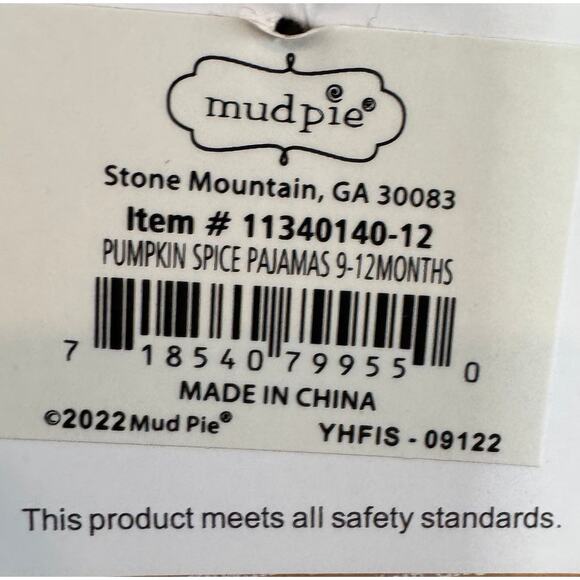 mudpie®
Stone Mountain, GA 30083
Item # 11340140-12
PUMPKIN SPICE PAJAMAS 9-12MONTHS
7 18540 79955 0
MADE IN CHINA
©2022 Mud Pie® YHFIS - 09122
This product meets all safety standards.